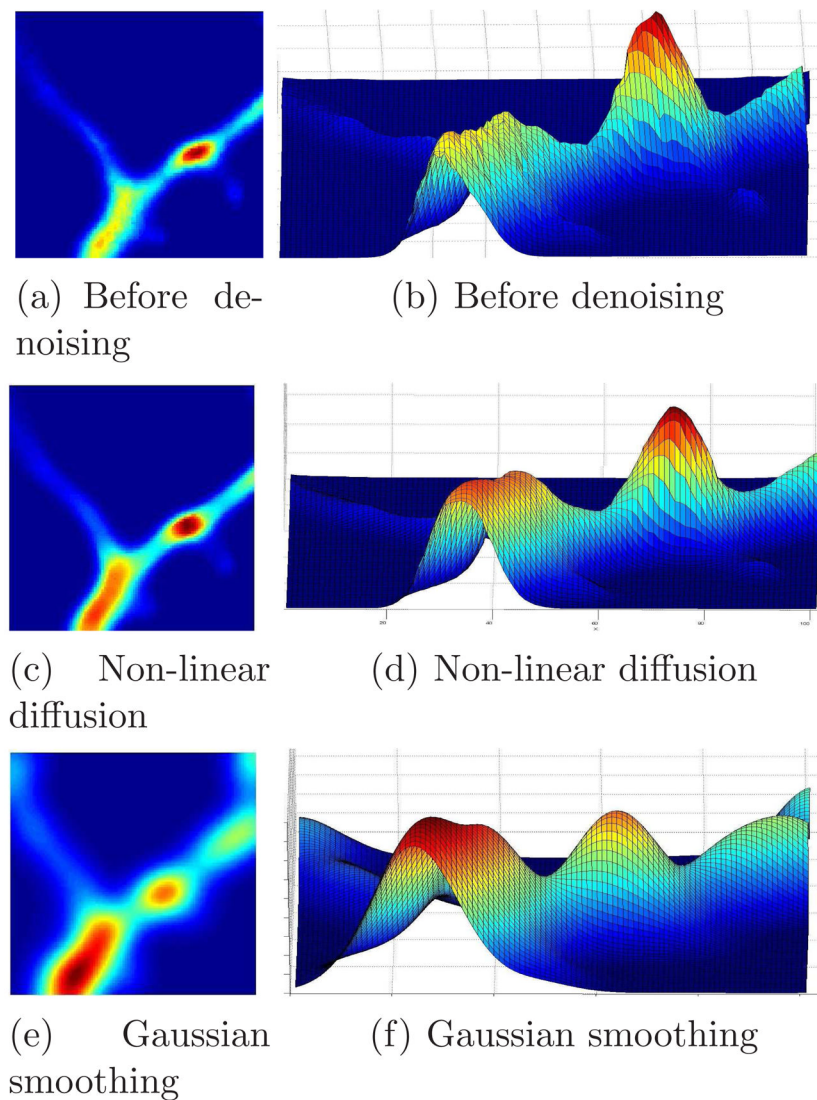 (a) Before de-
noising
(b) Before denoising
20
40
60
80
100
X
(c) Non-linear
diffusion
(d) Non-linear diffusion
(e) Gaussian
smoothing
(f) Gaussian smoothing